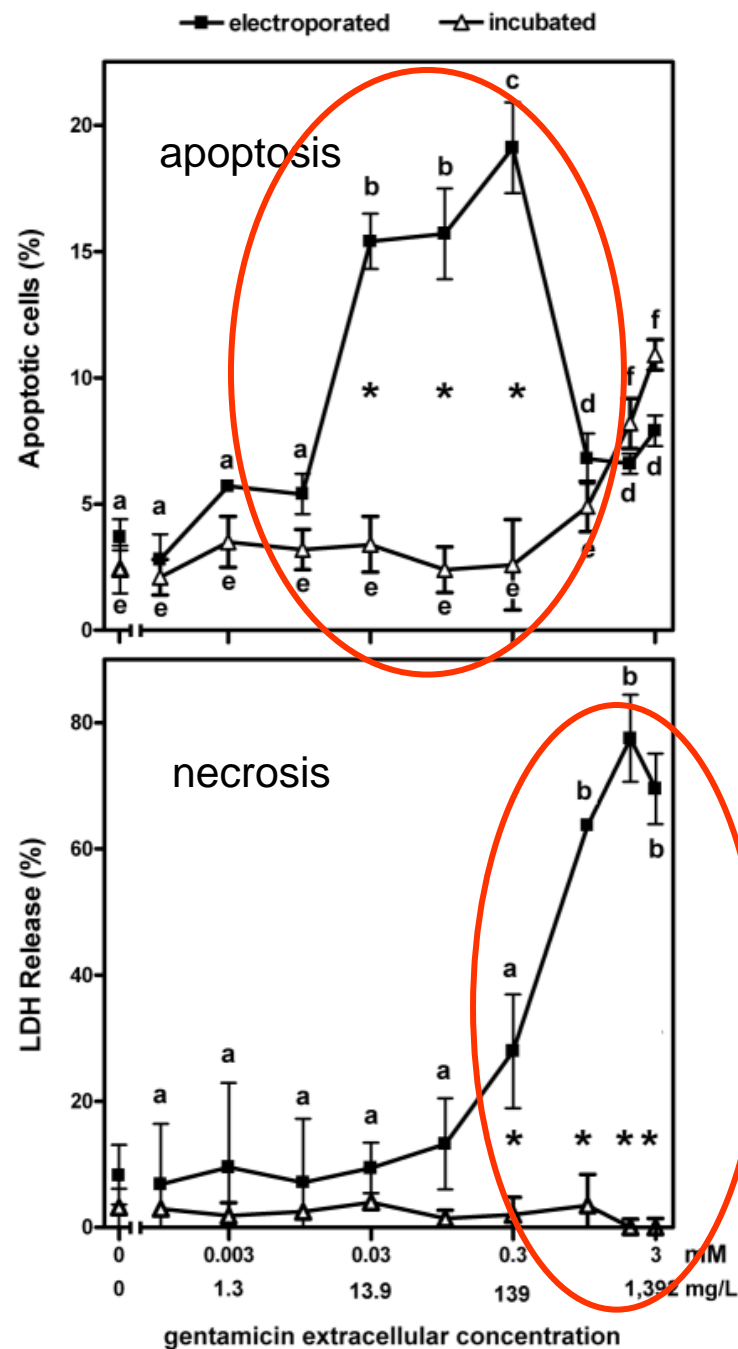 electroporated incubated
c
20
apoptosis
b
b
15
f
10
* * *
f
d
a
a a
a
5
d
d
e
e e e e e e
0
Apoptotic cells (%)
b
80
necrosis
b
b
60
40
a
a
a
20
a
a
a
* * * *
0
LDH Release (%)
0 0.003 0.03 0.3 3 mM
0 1.3 13.9 139 1,392 mg/L
gentamicin extracellular concentration